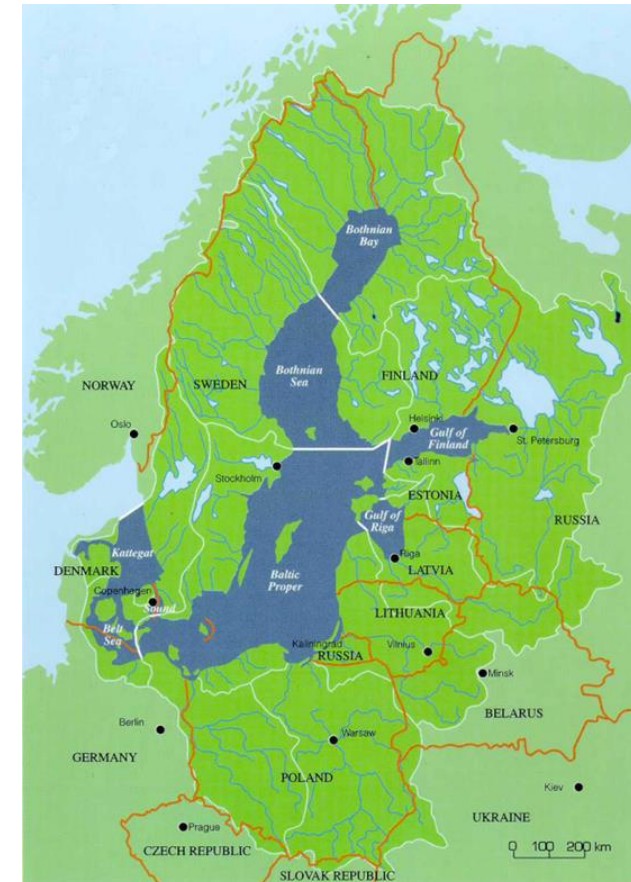 Bothnian
Bay
Bothnian
Sea
NORWAY
SWEDEN
FINLAND
Oslo
Helsinki
Gulf of
Finland
St. Petersburg
Stockholm
Tallinn
ESTONIA
Gulf of
Riga
RUSSIA
Kattegat
Riga
LATVIA
DENMARK
Copenhegen
Sound
Baltic
Proper
LITHUANIA
Belt
Sea
Kaliningrad
RUSSIA
Vilnius
Minsk
BELARUS
Berlin
Warsaw
GERMANY
POLAND
Kiev
UKRAINE
Prague
CZECH REPUBLIC
SLOVAK REPUBLIC
0 100 200 km